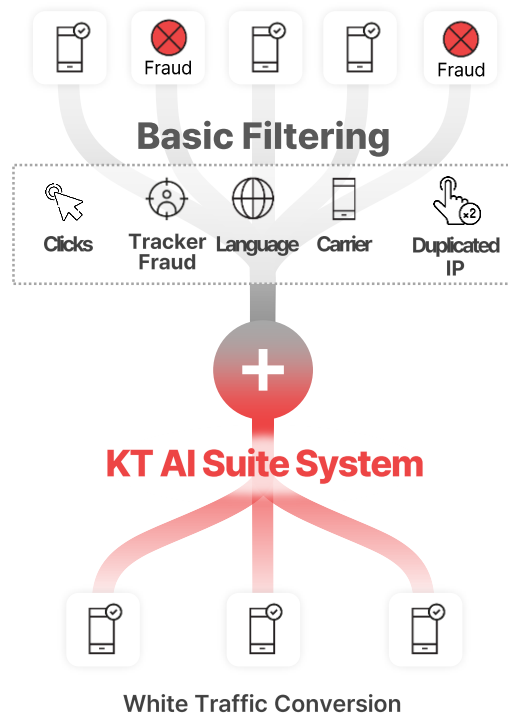 Fraud
Fraud
Basic Filtering
Clicks
Tracker
Fraud
Language
Carrier
x2
Duplicated
IP
KT AI Suite System
White Traffic Conversion